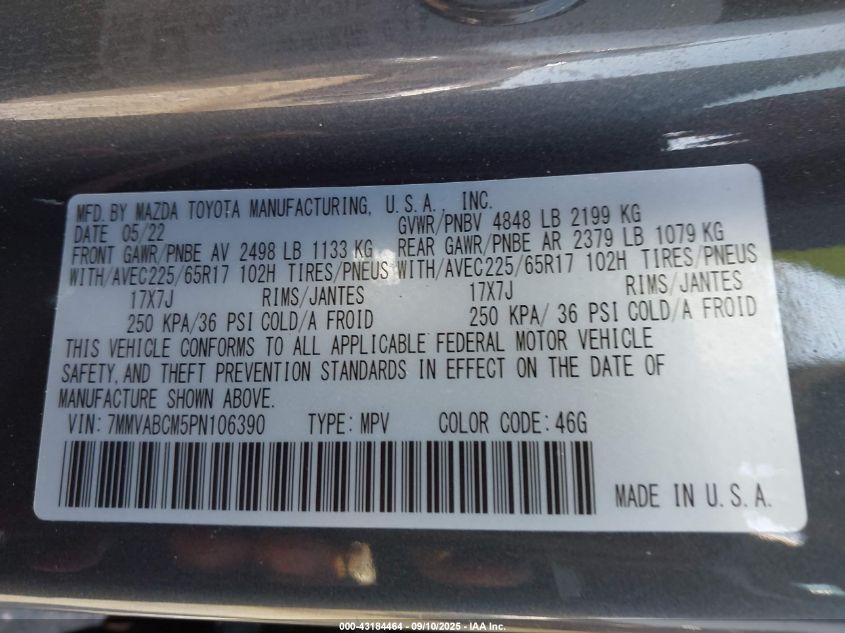 MFD. BY MAZDA TOYOTA MANUFACTURING, U.S.A., INC.
DATE 05/22 GVWR/PNBV 4848 LB 2199 KG
FRONT GAWR/PNBE AV 2498 LB 1133 KG REAR GAWR/PNBE AR 2379 LB 1079 KG
WITH/AVEC225/65R17 102H TIRES/PNEUS WITH/AVEC225/65R17 102H TIRES/PNEUS
17X7J RIMS/JANTES 17X7J RIMS/JANTES
250 KPA/36 PSI COLD/A FROID 250 KPA/ 36 PSI COLD/A FROID
THIS VEHICLE CONFORMS TO ALL APPLICABLE FEDERAL MOTOR VEHICLE
SAFETY, AND THEFT PREVENTION STANDARDS IN EFFECT ON THE DATE OF
MANUFACTURE SHOWN ABOVE.
VIN: 7MMVABCM5PN106390 TYPE: MPV COLOR CODE: 46G
MADE IN U.S.A.
000-43184464 - 09/10/2025 - IAA Inc.